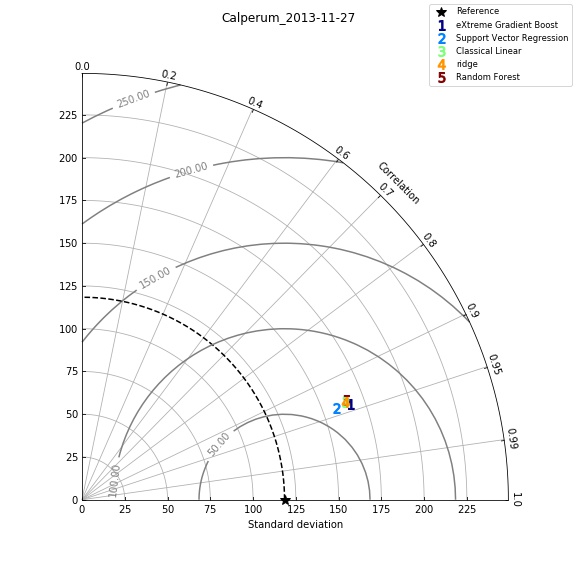 Calperum_2013-11-27
Reference
1 eXtreme Gradient Boost
2 Support Vector Regression
3 Classical Linear
4 ridge
5 Random Forest
0.0
0.2
0.4
0.6
0.7
0.8
0.9
0.95
0.99
1.0
Correlation
250.00
200.00
150.00
100.00
50.00
225
200
175
150
125
100
75
50
25
0
2
4
1
0 25 50 75 100 125 150 175 200 225
Standard deviation